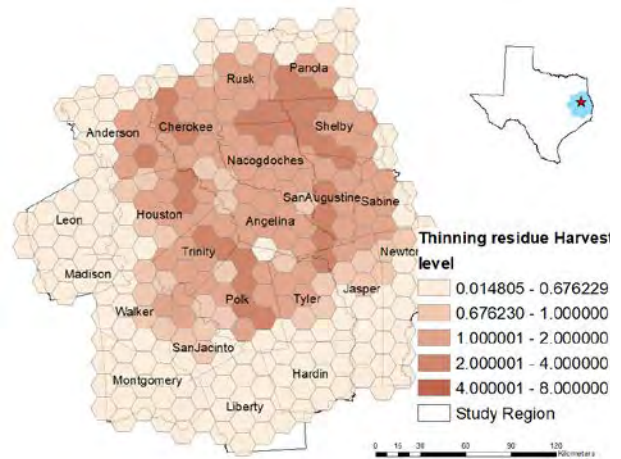 Panola
Rusk
Anderson
Cherokee
Shelby
Nacogdoches
SanAugustine
Sabine
Houston
Leon
Angelina
Trinity
Newton
Madison
Jasper
Walker
Polk
Tyler
SanJacinto
Montgomery
Hardin
Liberty
Thinning residue Harvest
level
0.014805 - 0.676229
0.676230 - 1.000000
1.000001 - 2.000000
2.000001 - 4.000000
4.000001 - 8.000000
Study Region
0 15 30 60 90 120
Kilometers